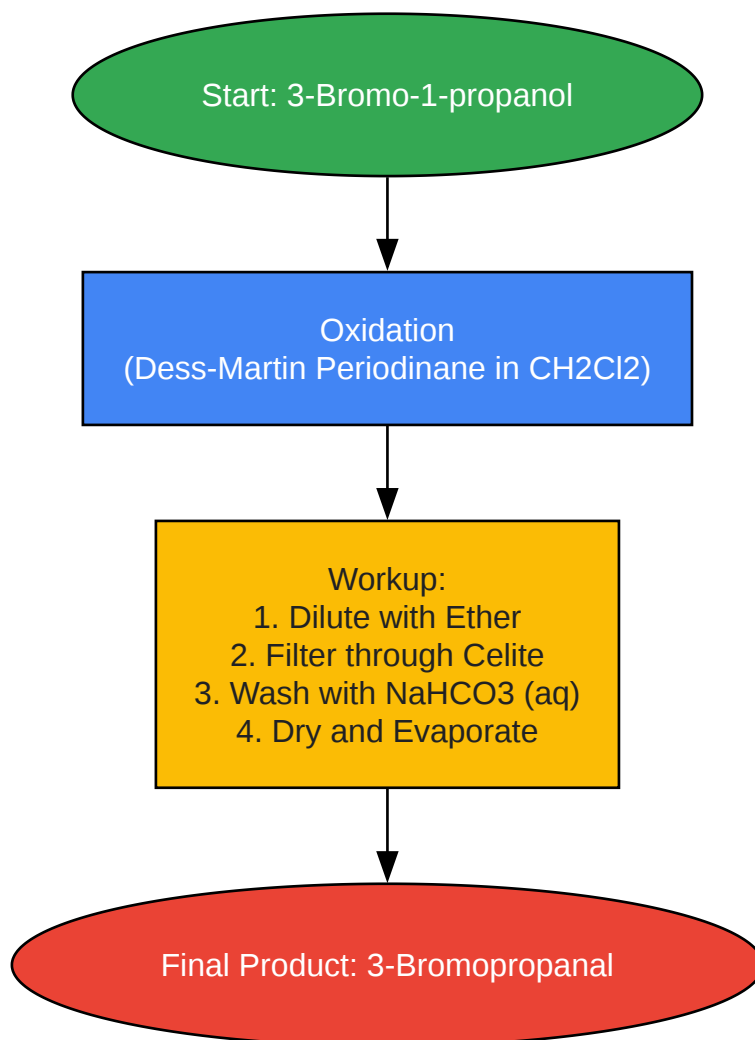 Start: 3-Bromo-1-propanol
Oxidation
(Dess-Martin Periodinane in CH2Cl2)
Workup:
1. Dilute with Ether
2. Filter through Celite
3. Wash with NaHCO3 (aq)
4. Dry and Evaporate
Final Product: 3-Bromopropanal